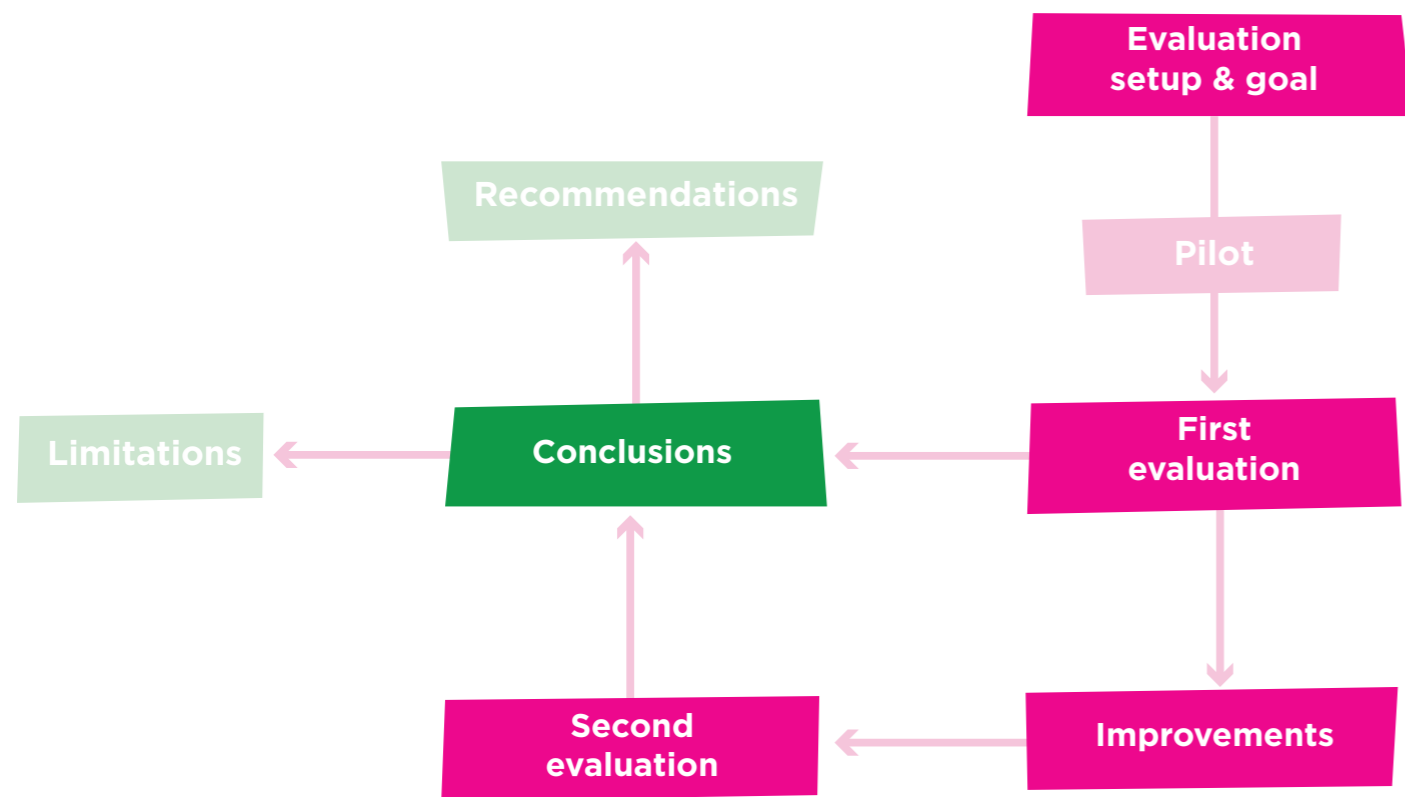 Evaluation
setup & goal
Recommendations
Pilot
Limitations
Conclusions
First
evaluation
Second
evaluation
Improvements